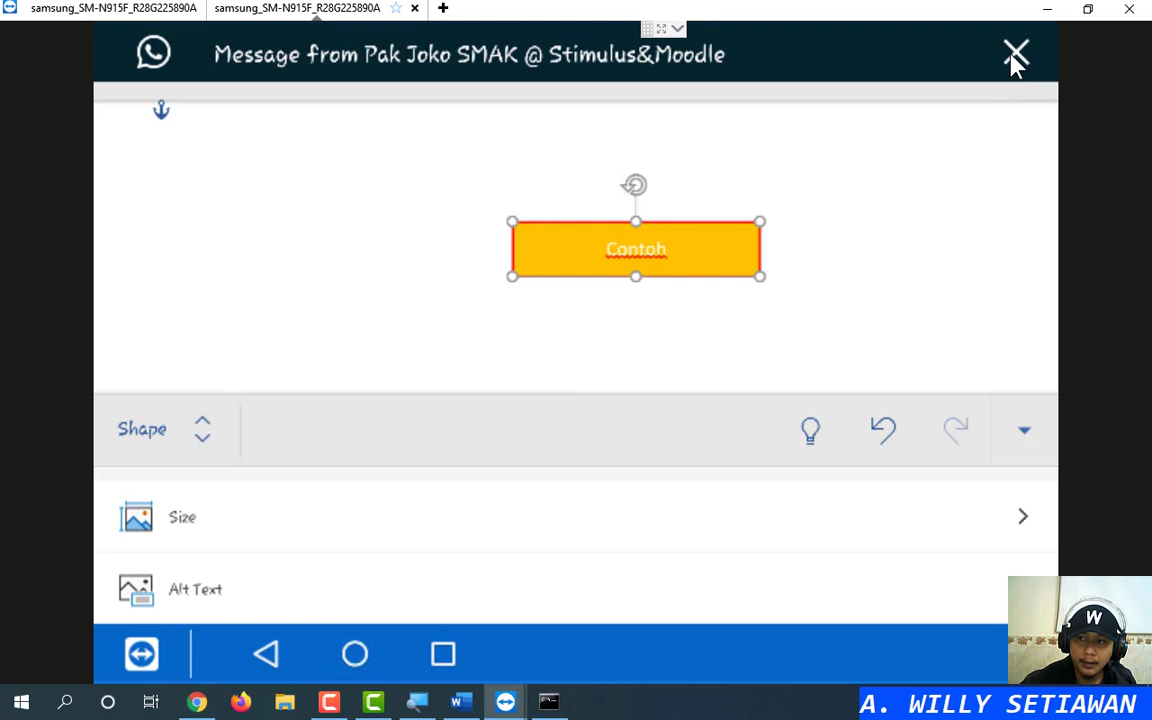 samsung_SM-N915F_R28G225890A
samsung_SM-N915F_R28G225890A
Message from Pak Joko SMAK @ Stimulus&Moodle
Contoh
Shape
Size
Alt Text
W
A. WILLY SETIAWAN